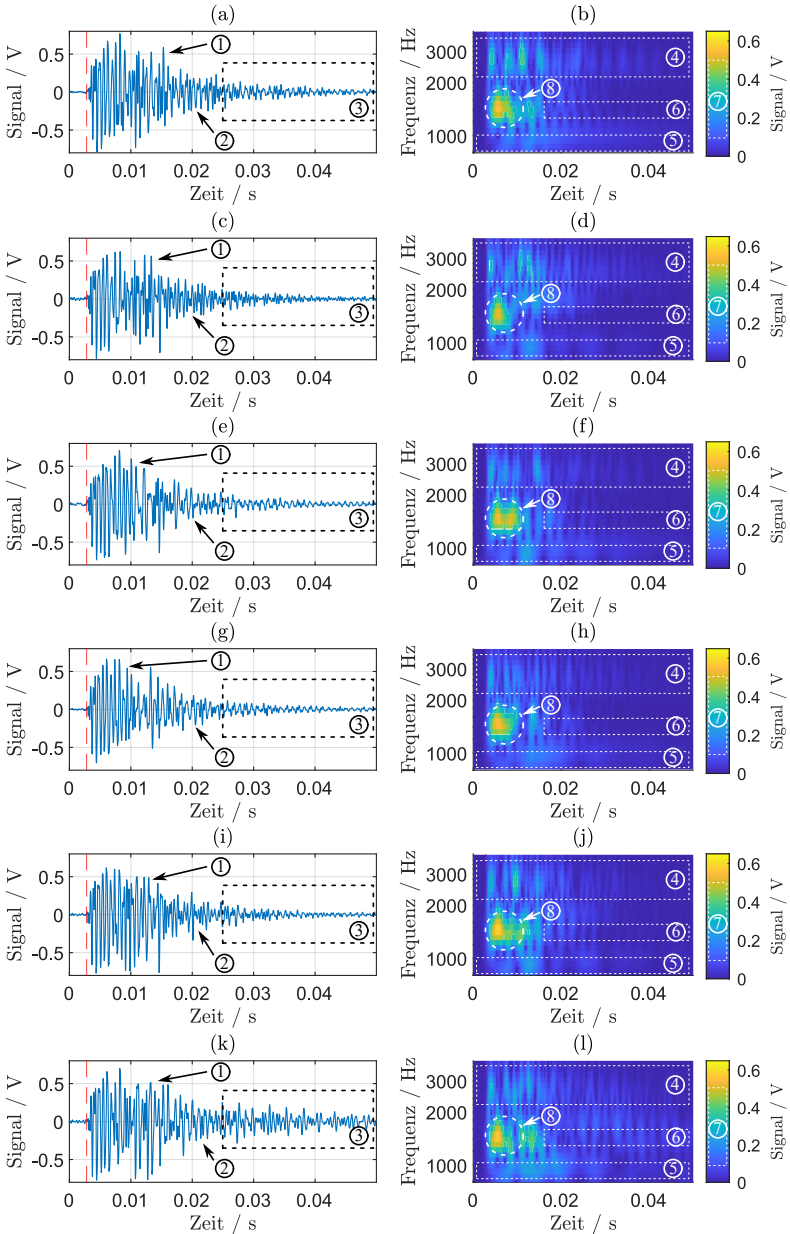 (a) (b)
Signal / V 0.5 0 -0.5 ① ② ③ Frequenz / Hz 3000 2000 1000 ④ ⑧ ⑥ ⑤ 0.6 0.4 ⑦ 0.2 0 Signal / V
0 0.01 0.02 0.03 0.04 0 0.02 0.04
Zeit / s Zeit / s
(c) (d)
Signal / V 0.5 0 -0.5 ① ② ③ Frequenz / Hz 3000 2000 1000 ④ ⑧ ⑥ ⑤ 0.6 0.4 ⑦ 0.2 0 Signal / V
0 0.01 0.02 0.03 0.04 0 0.02 0.04
Zeit / s Zeit / s
(e) (f)
Signal / V 0.5 0 -0.5 ① ② ③ Frequenz / Hz 3000 2000 1000 ④ ⑧ ⑥ ⑤ 0.6 0.4 ⑦ 0.2 0 Signal / V
0 0.01 0.02 0.03 0.04 0 0.02 0.04
Zeit / s Zeit / s
(g) (h)
Signal / V 0.5 0 -0.5 ① ② ③ Frequenz / Hz 3000 2000 1000 ④ ⑧ ⑥ ⑤ 0.6 0.4 ⑦ 0.2 0 Signal / V
0 0.01 0.02 0.03 0.04 0 0.02 0.04
Zeit / s Zeit / s
(i) (j)
Signal / V 0.5 0 -0.5 ① ② ③ Frequenz / Hz 3000 2000 1000 ④ ⑧ ⑥ ⑤ 0.6 0.4 ⑦ 0.2 0 Signal / V
0 0.01 0.02 0.03 0.04 0 0.02 0.04
Zeit / s Zeit / s
(k) (l)
Signal / V 0.5 0 -0.5 ① ② ③ Frequenz / Hz 3000 2000 1000 ④ ⑧ ⑥ ⑤ 0.6 0.4 ⑦ 0.2 0 Signal / V
0 0.01 0.02 0.03 0.04 0 0.02 0.04
Zeit / s Zeit / s